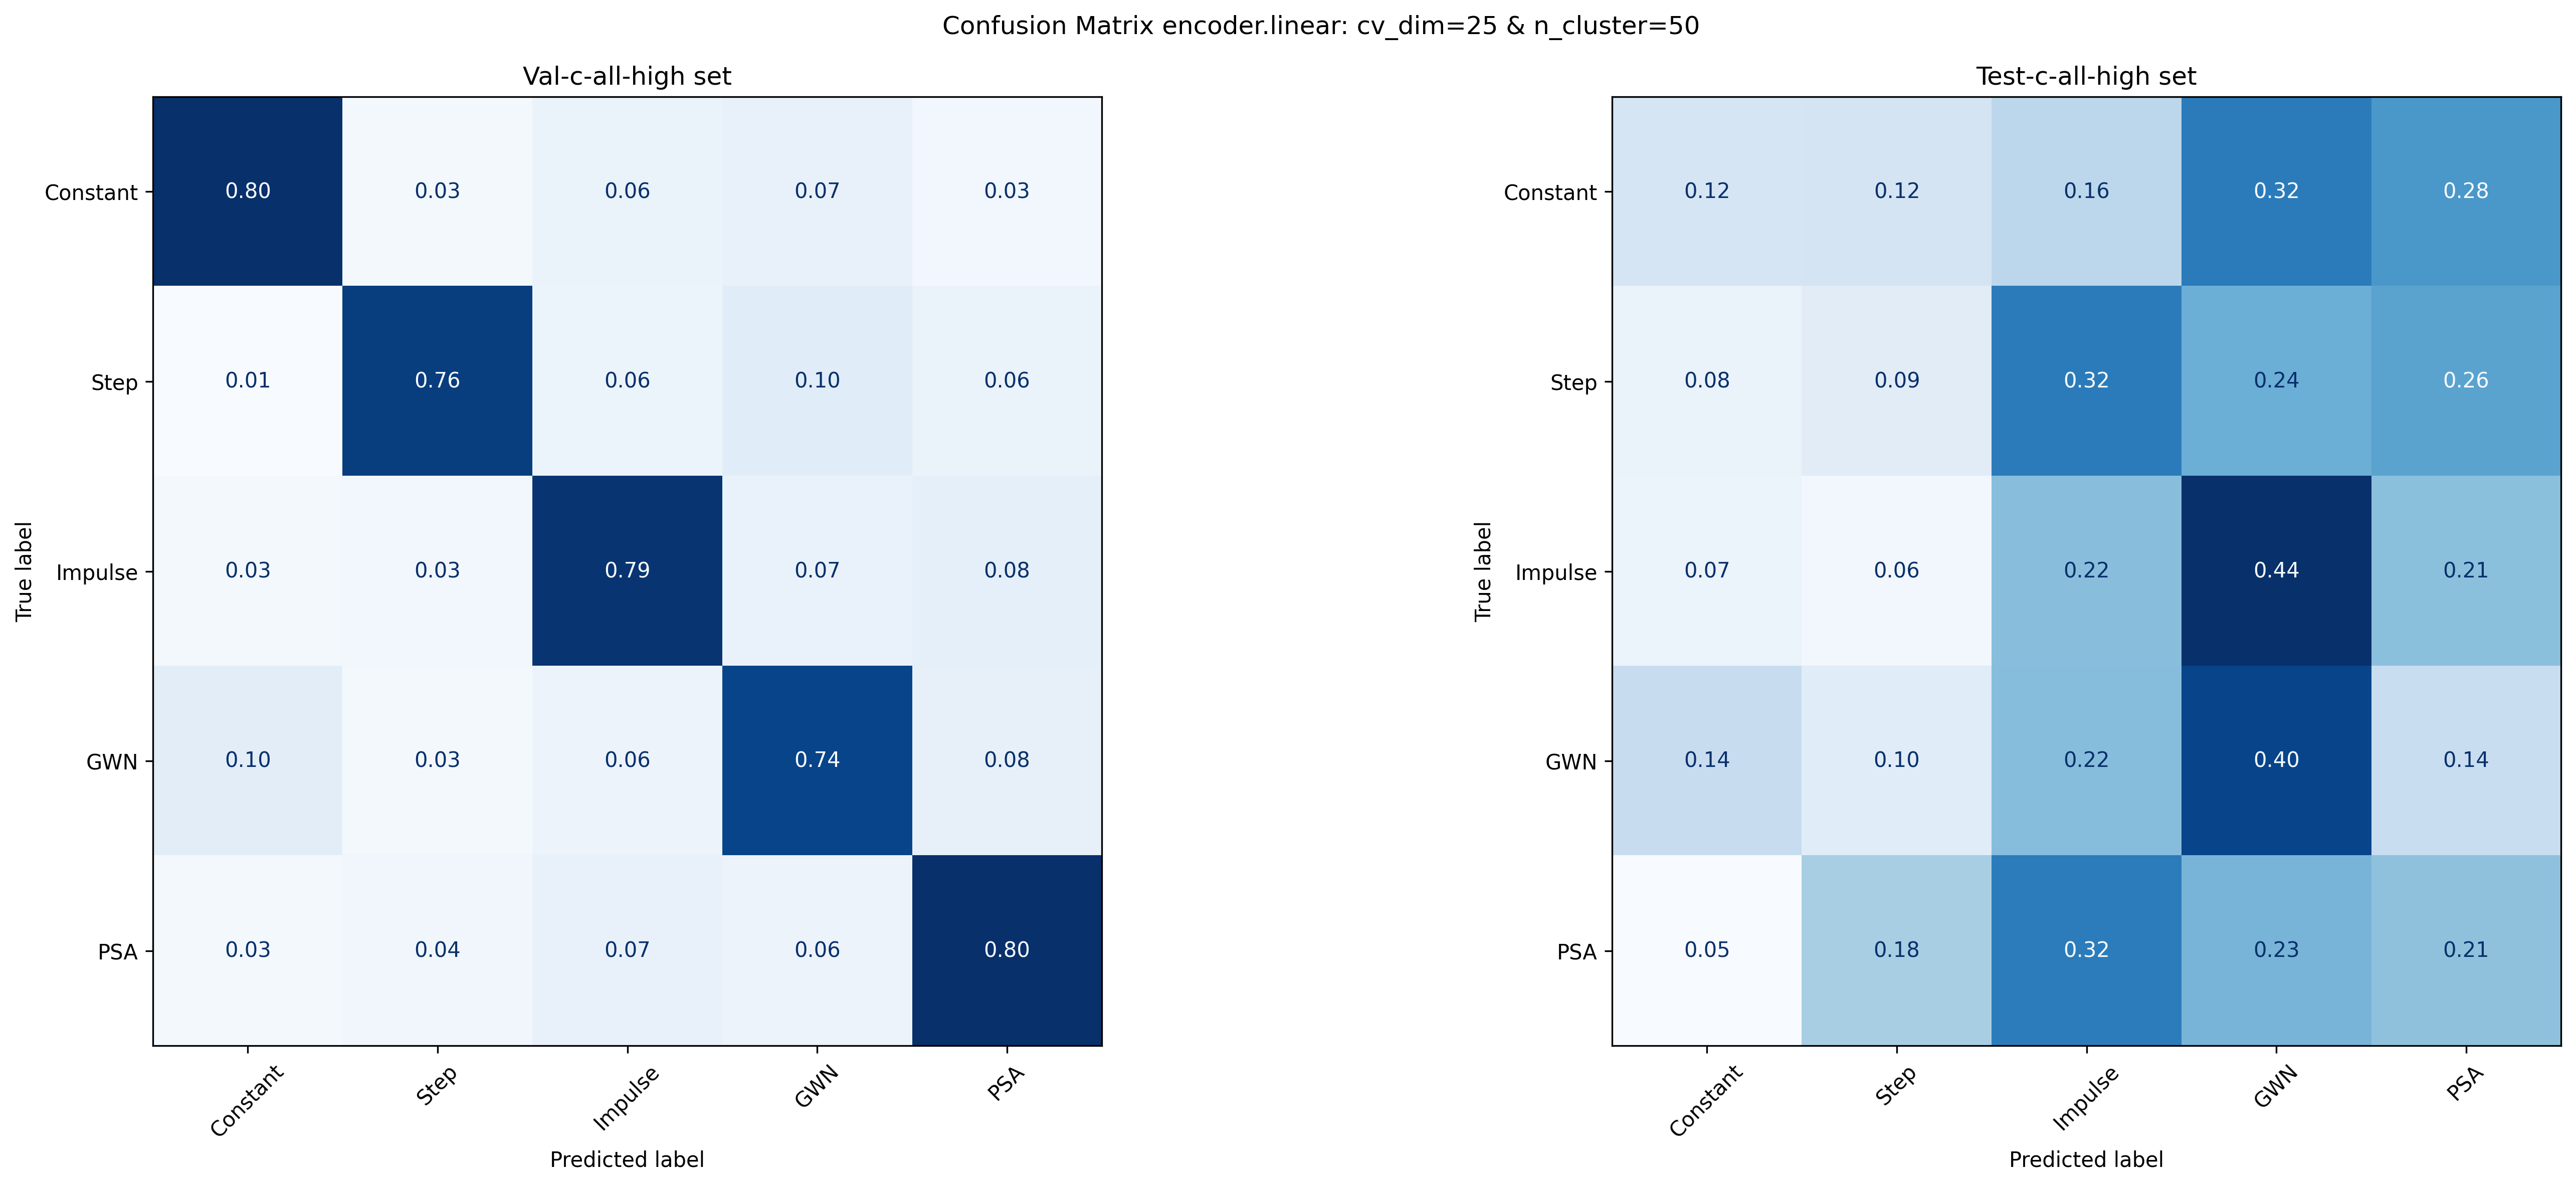 Confusion Matrix encoder.linear: cv_dim=25 & n_cluster=50
Val-c-all-high set
True label
Constant 0.80 0.03 0.06 0.07 0.03
Step 0.01 0.76 0.06 0.10 0.06
Impulse 0.03 0.03 0.79 0.07 0.08
GWN 0.10 0.03 0.06 0.74 0.08
PSA 0.03 0.04 0.07 0.06 0.80
Constant Step Impulse GWN PSA
Predicted label
Test-c-all-high set
True label
Constant 0.12 0.12 0.16 0.32 0.28
Step 0.08 0.09 0.32 0.24 0.26
Impulse 0.07 0.06 0.22 0.44 0.21
GWN 0.14 0.10 0.22 0.40 0.14
PSA 0.05 0.18 0.32 0.23 0.21
Constant Step Impulse GWN PSA
Predicted label